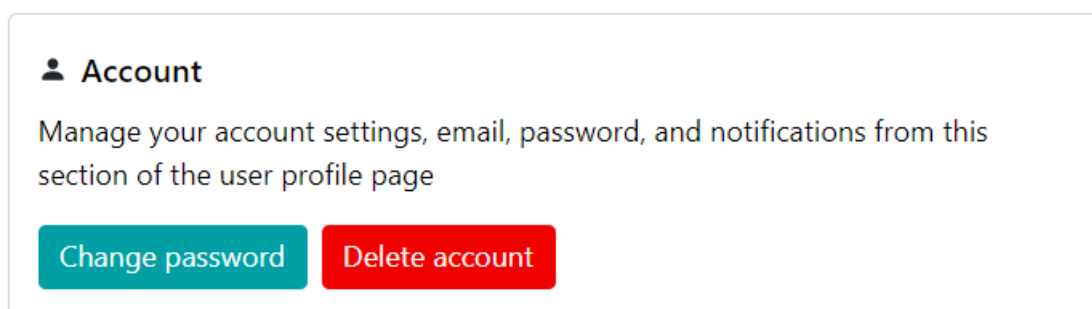 Account
Manage your account settings, email, password, and notifications from this
section of the user profile page
Change password Delete account